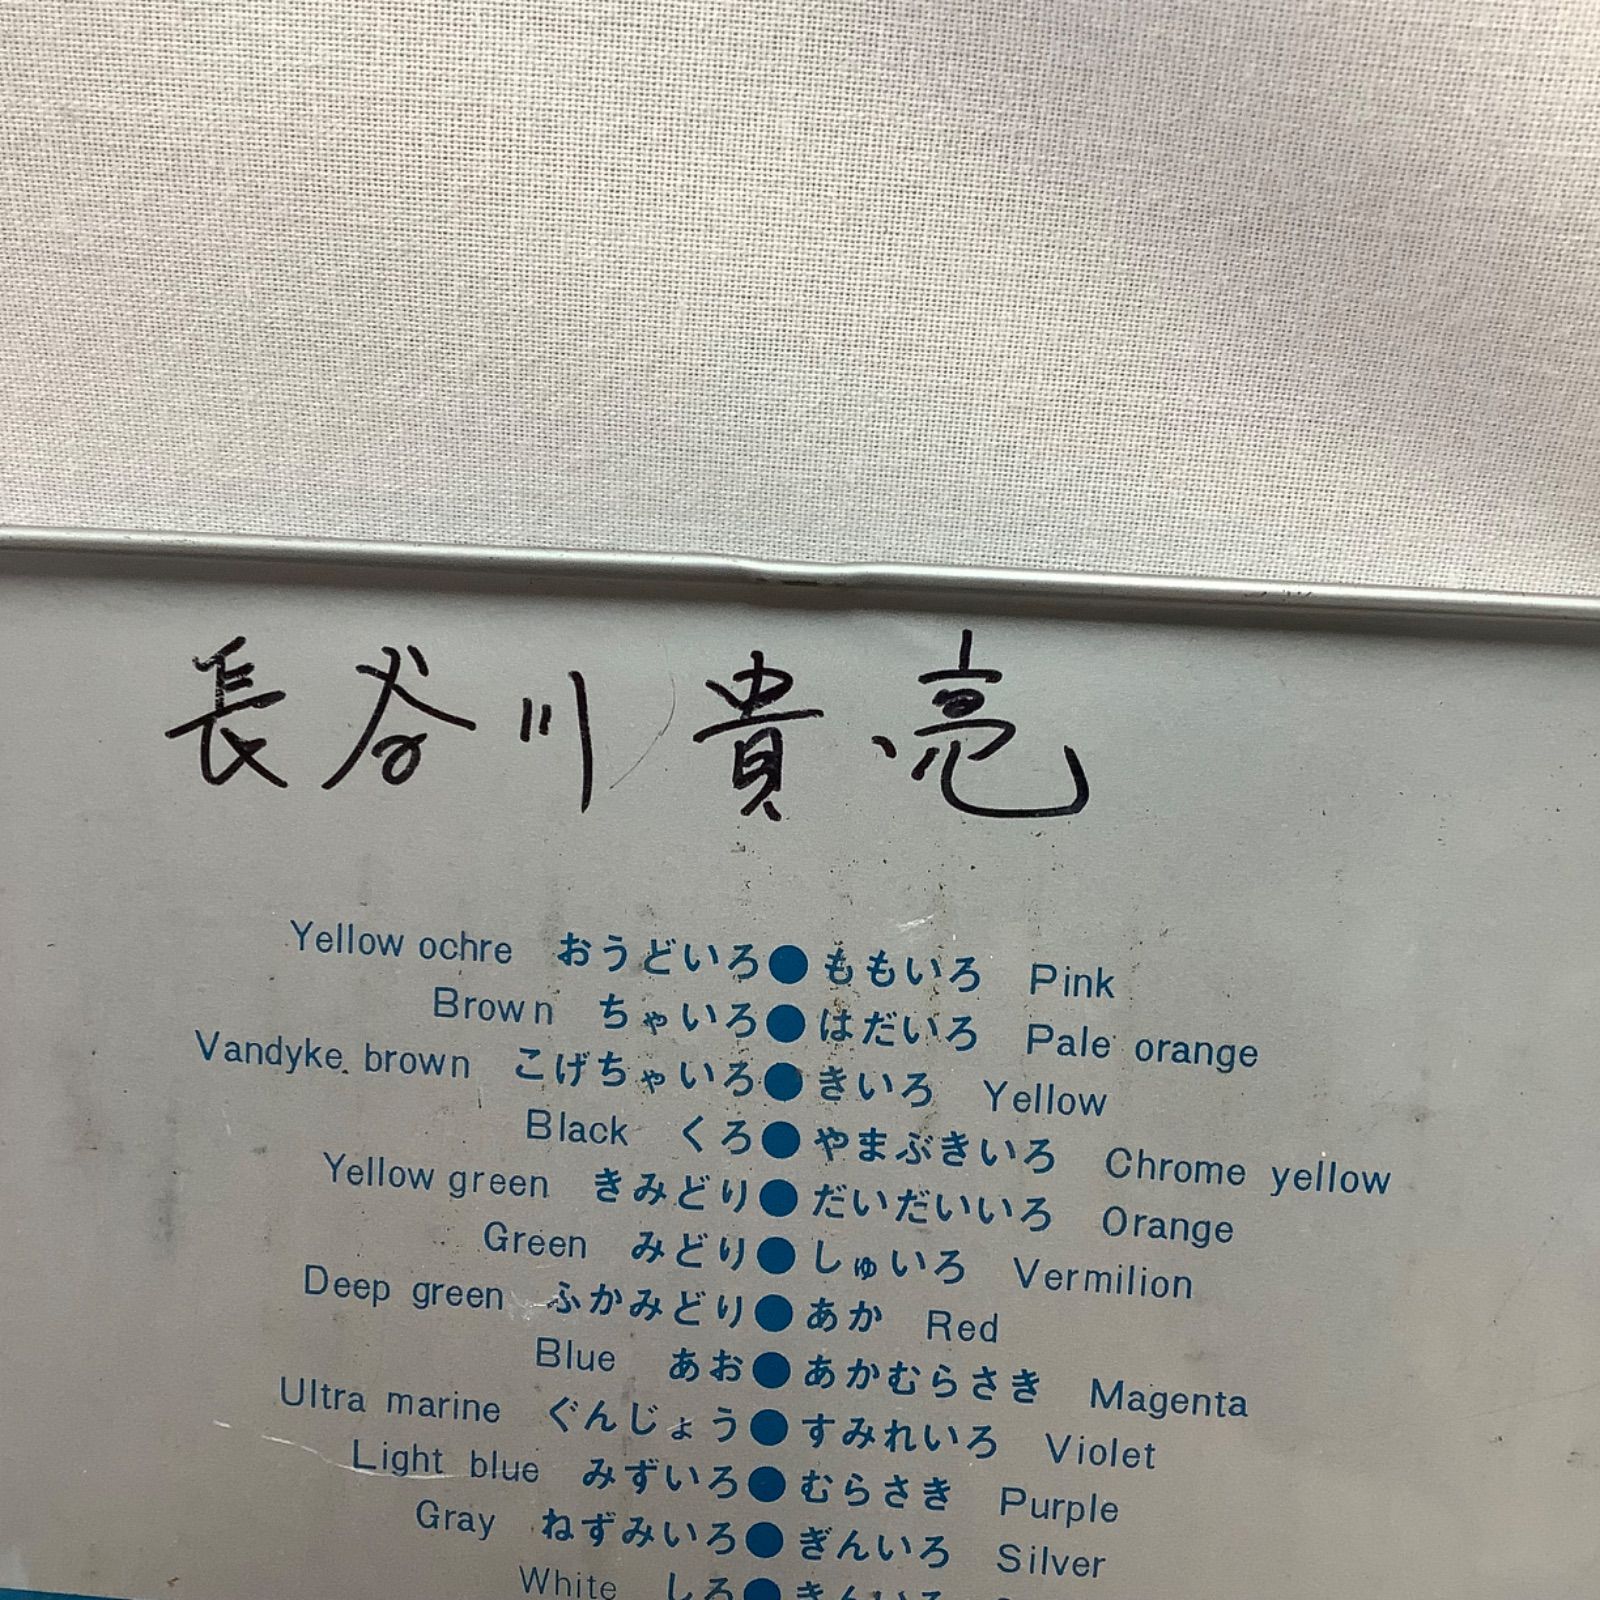 長谷川貴亮
Yellow ochre おうどいろ●ももいろ Pink
Brown ちゃいろ●はだいろ Pale orange
Vandyke brown こげちゃいろ●きいろ Yellow
Black くろ●やまぶきいろ Chrome yellow
Yellow green きみどり●だいだいいろ Orange
Green みどり●しゅいろ Vermilion
Deep green ふかみどり●あか Red
Blue あお●あかむらさき Magenta
Ultra marine ぐんじょう●すみれいろ Violet
Light blue みずいろ●むらさき Purple
Gray ねずみいろ●ぎんいろ Silver
White しろ●きんいろ